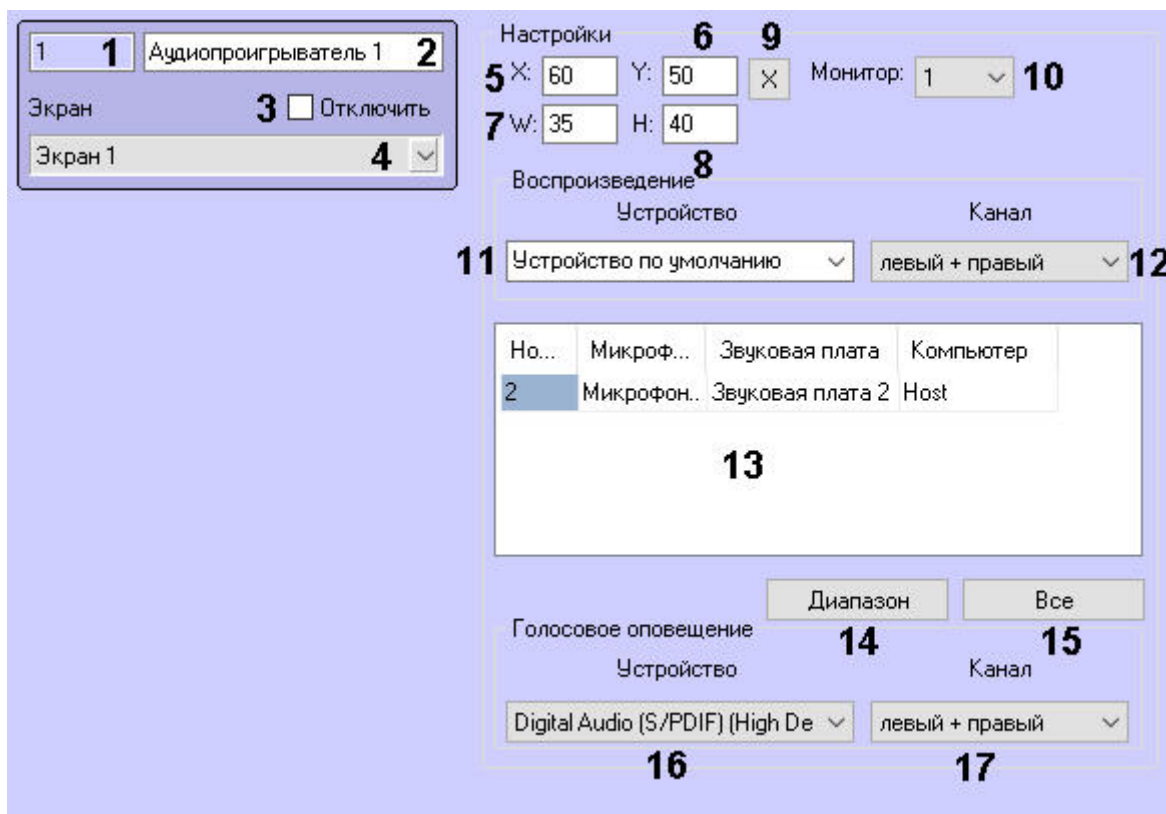 1 1 Аудиопроигрыватель 1 2
Экран 3 Отключить
Экран 1 4
Настройки 6 9
5 X: 60 Y: 50 X Монитор: 1 10
7 W: 35 H: 40
8
Воспроизведение
Устройство Канал
11 Устройство по умолчанию левый + правый 12
Но... Микроф... Звуковая плата Компьютер
2 Микрофон.. Звуковая плата 2 Host
13
Диапазон Все
Голосовое оповещение 14 15
Устройство Канал
Digital Audio (S/PDIF) (High De левый + правый
16 17